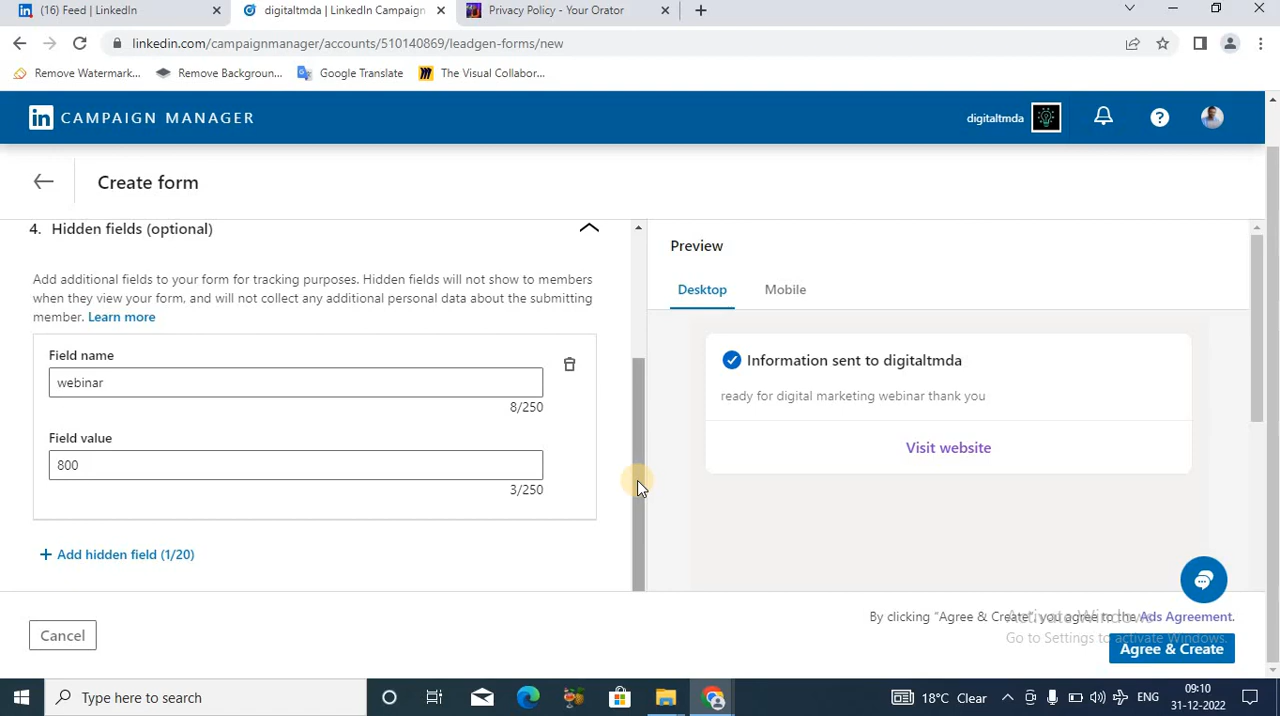 (16) Feed | LinkedIn
digitaltmda | LinkedIn Campaign
Privacy Policy - Your Orator
linkedin.com/campaignmanager/accounts/510140869/leadgen-forms/new
Remove Watermark...
Remove Backgroun...
Google Translate
The Visual Collabor...
in CAMPAIGN MANAGER
digitaltmda
Create form
4. Hidden fields (optional)
Add additional fields to your form for tracking purposes. Hidden fields will not show to members
when they view your form, and will not collect any additional personal data about the submitting
member. Learn more
Field name
webinar
8/250
Field value
800
3/250
+ Add hidden field (1/20)
Preview
Desktop
Mobile
Information sent to digitaltmda
ready for digital marketing webinar thank you
Visit website
By clicking “Agree & Create”, you agree to the Ads Agreement.
Activate Windows
Go to Settings to activate Windows.
Cancel
Agree & Create
Type here to search
18°C Clear
ENG
09:10
31-12-2022